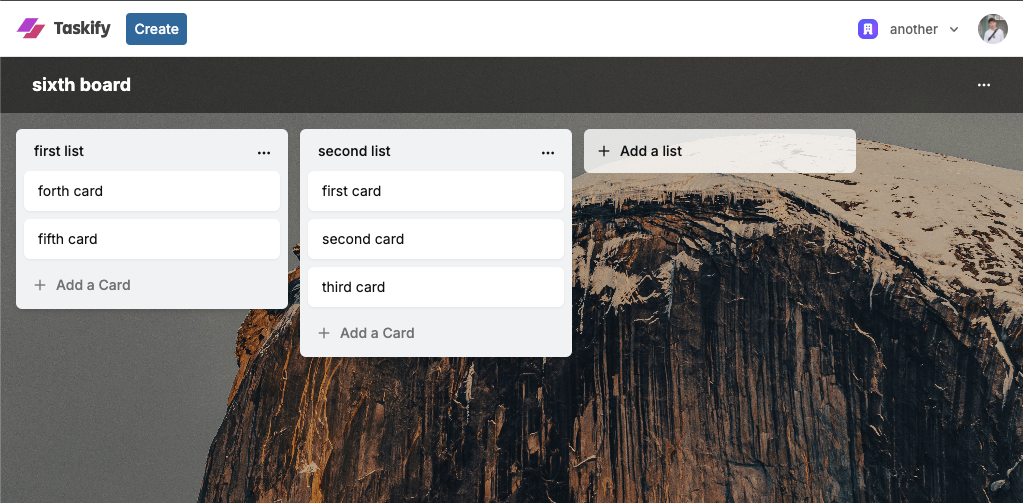 Taskify
Create
another
sixth board
first list
forth card
fifth card
+ Add a Card
second list
first card
second card
third card
+ Add a Card
+ Add a list